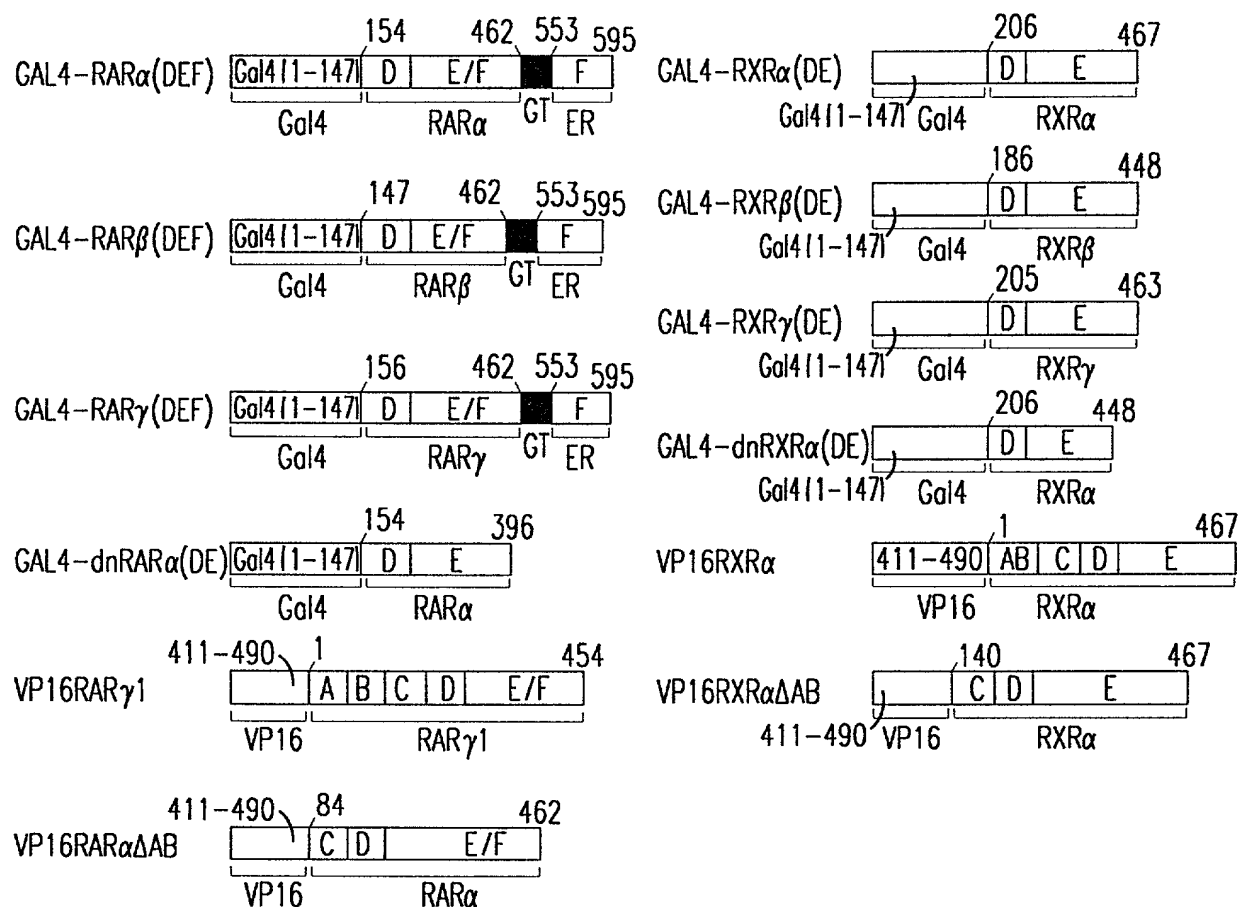 154 462 553 595
GAL4-RARα(DEF) Gal4(1-147) D E/F F
Gal4 RARα GT ER
147 462 553 595
GAL4-RARβ(DEF) Gal4(1-147) D E/F F
Gal4 RARβ GT ER
156 462 553 595
GAL4-RARγ(DEF) Gal4(1-147) D E/F F
Gal4 RARγ GT ER
154 396
GAL4-dnRARα(DE) Gal4(1-147) D E
Gal4 RARα
411-490 1 454
VP16RARγ1 A B C D E/F
VP16 RARγ1
411-490 84 462
VP16RARαΔAB C D E/F
VP16 RARα
206 467
GAL4-RXRα(DE) D E
Gal4(1-147) Gal4 RXRα
186 448
GAL4-RXRβ(DE) D E
Gal4(1-147) Gal4 RXRβ
205 463
GAL4-RXRγ(DE) D E
Gal4(1-147) Gal4 RXRγ
206 448
GAL4-dnRXRα(DE) D E
Gal4(1-147) Gal4 RXRα
1 467
VP16RXRα 411-490 AB C D E
VP16 RXRα
140 467
VP16RXRαΔAB C D E
411-490 VP16 RXRα